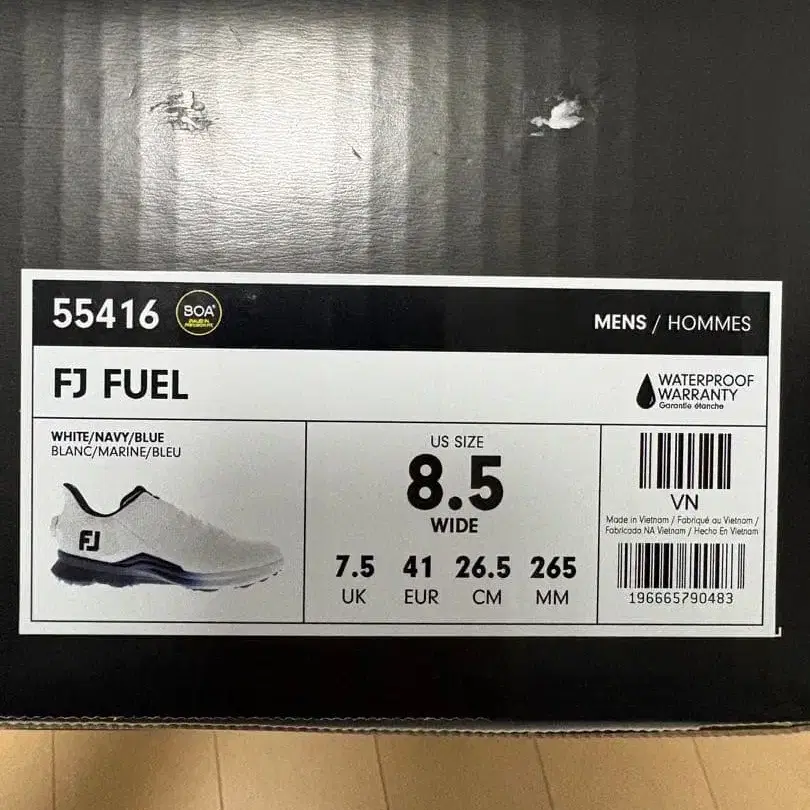 55416 BOA®
MENS / HOMMES
FJ FUEL
WATERPROOF
WARRANTY
Garantie étanche
WHITE/NAVY/BLUE
BLANC/MARINE/BLEU
FJ
US SIZE
8.5
WIDE
7.5 41 26.5 265
UK EUR CM MM
VN
Made in Vietnam / Fabriqué au Vietnam /
Fabricado NA Vietnam / Hecho En Vietnam
196665790483